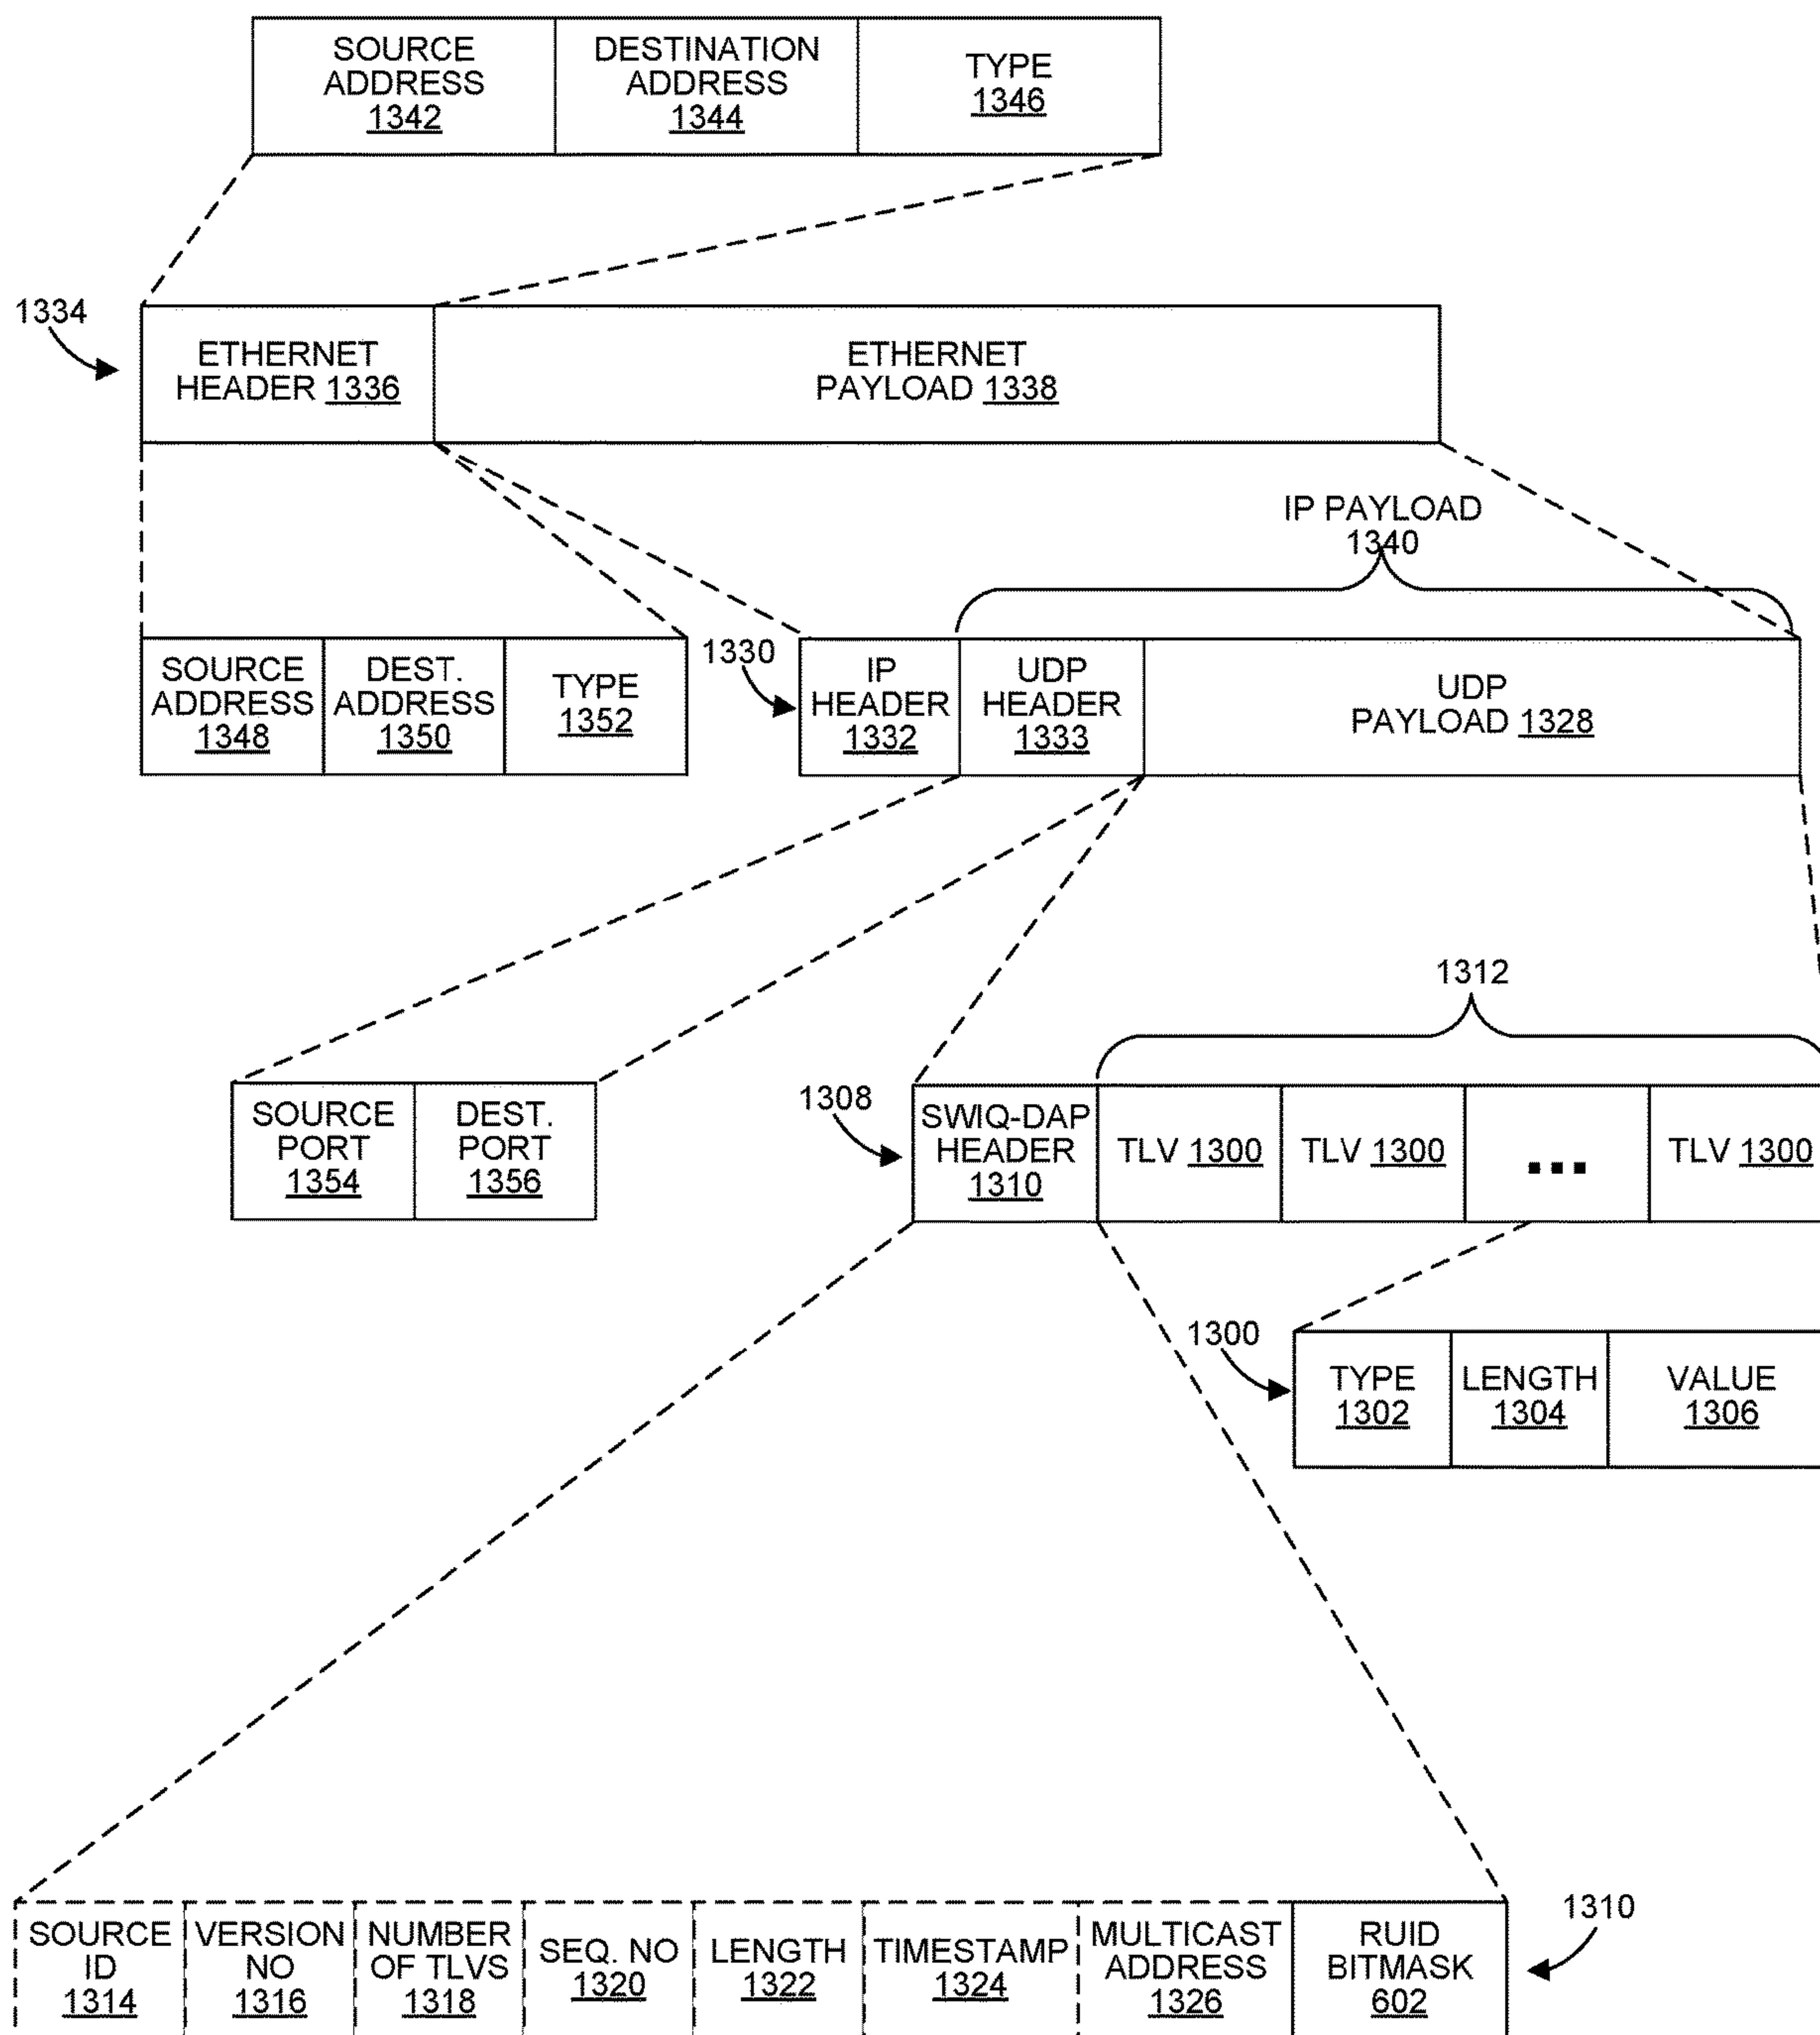 SOURCE
ADDRESS
1342
DESTINATION
ADDRESS
1344
TYPE
1346
1334
ETHERNET
HEADER 1336
ETHERNET
PAYLOAD 1338
IP PAYLOAD
1340
SOURCE
ADDRESS
1348
DEST.
ADDRESS
1350
TYPE
1352
1330
IP
HEADER
1332
UDP
HEADER
1333
UDP
PAYLOAD 1328
1312
SOURCE
PORT
1354
DEST.
PORT
1356
1308
SWIQ-DAP
HEADER
1310
TLV 1300
TLV 1300
...
TLV 1300
1300
TYPE
1302
LENGTH
1304
VALUE
1306
SOURCE
ID
1314
VERSION
NO
1316
NUMBER
OF TLVS
1318
SEQ. NO
1320
LENGTH
1322
TIMESTAMP
1324
MULTICAST
ADDRESS
1326
RUID
BITMASK
602
1310